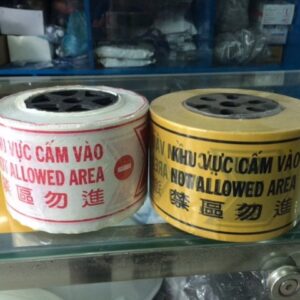 KHU VỰC CẤM VÀO
NOT ALLOWED AREA
禁區勿進
KHU VỰC CẤM VÀO
NOT ALLOWED AREA
禁區勿進